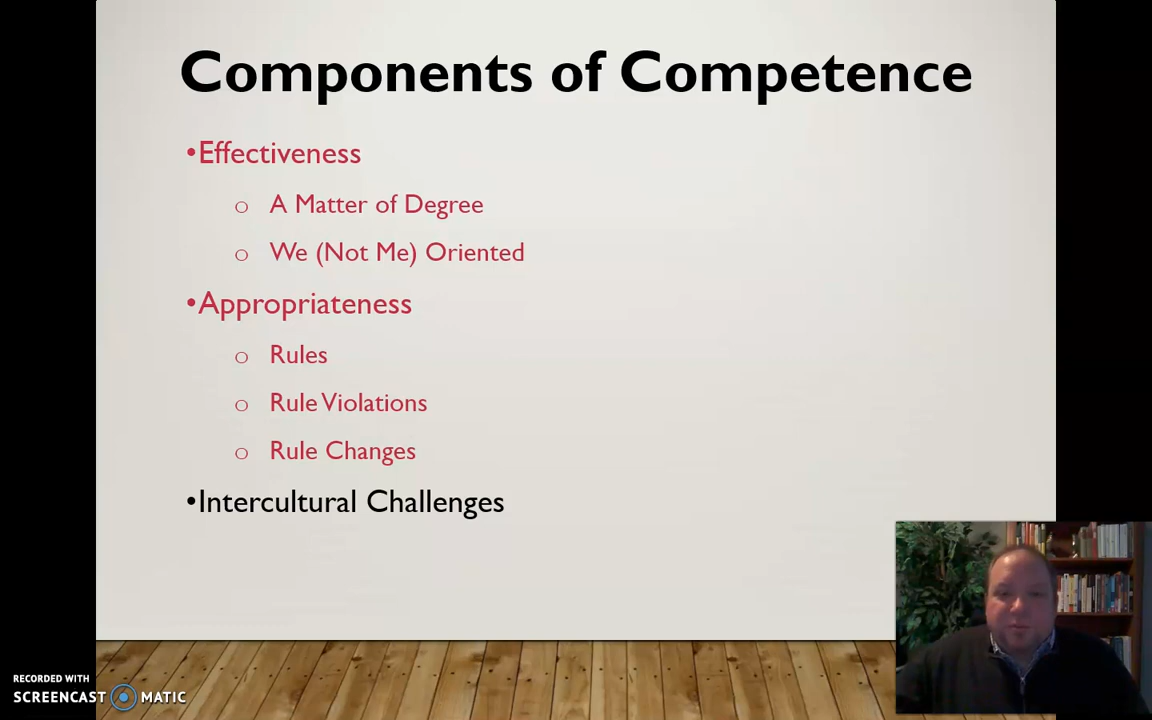 Components of Competence
•Effectiveness
o A Matter of Degree
o We (Not Me) Oriented
•Appropriateness
o Rules
o Rule Violations
o Rule Changes
•Intercultural Challenges
RECORDED WITH
SCREENCAST MATIC